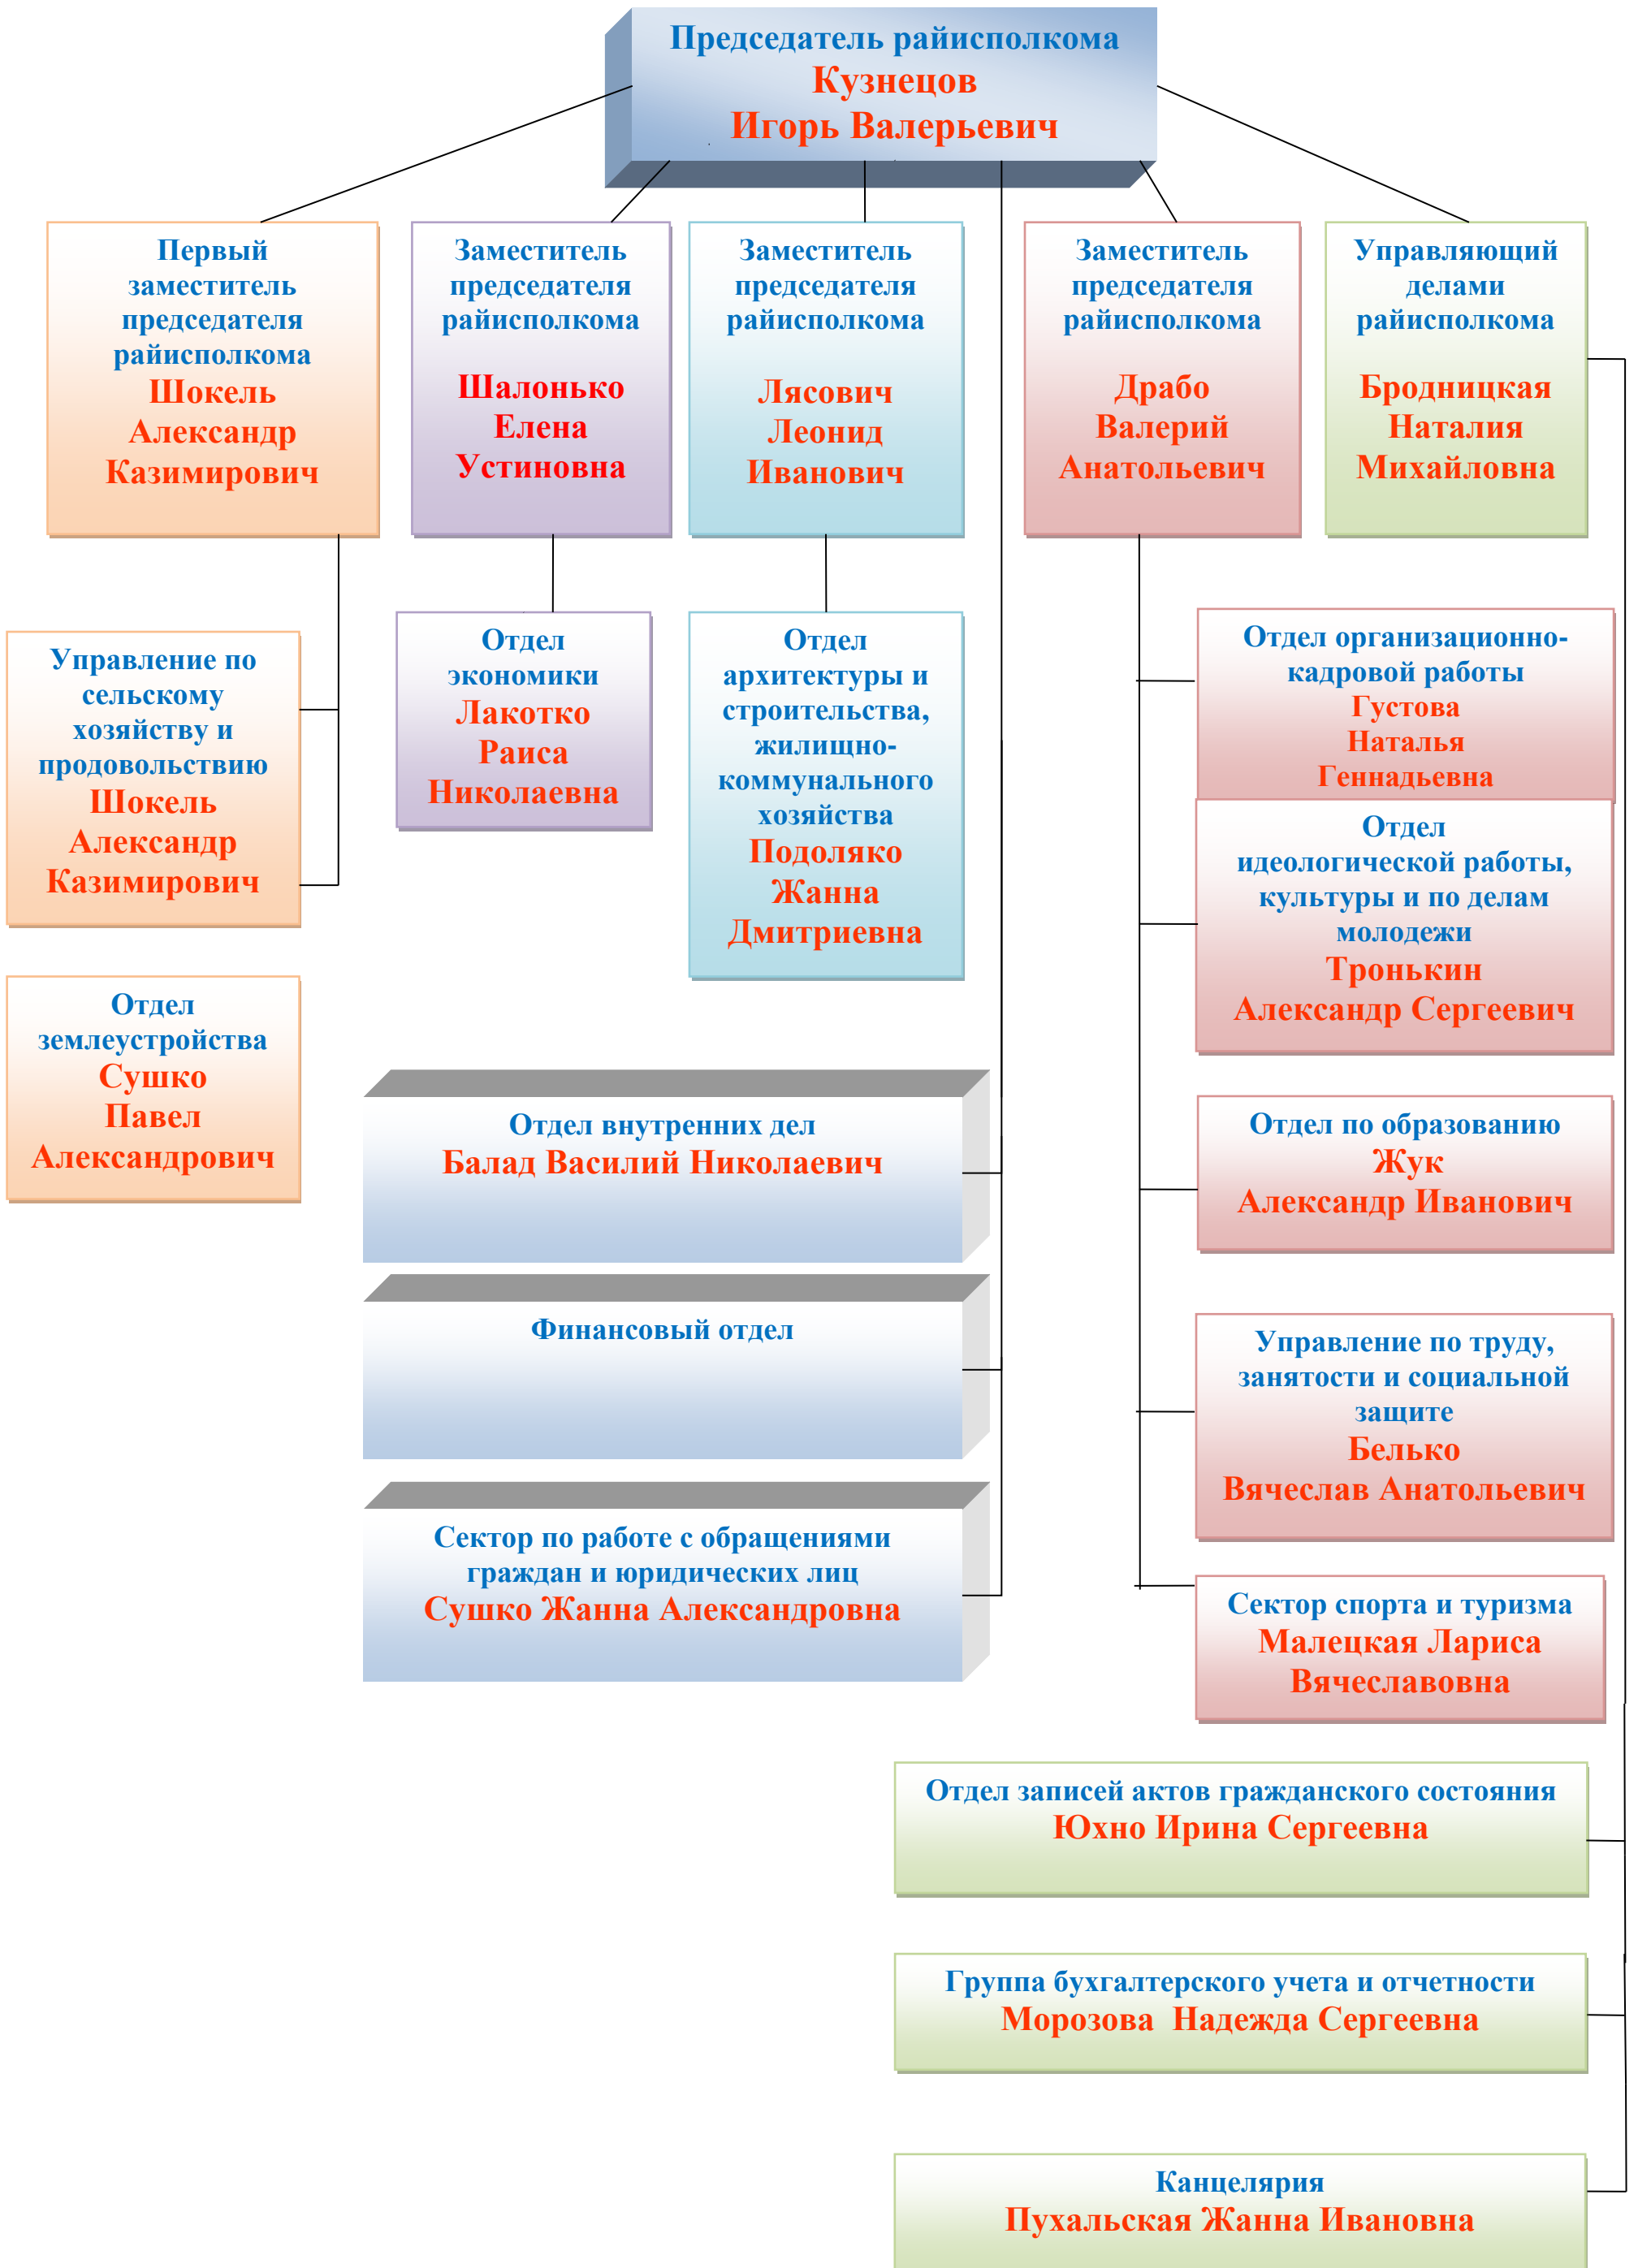 Председатель райисполкома
Кузнецов
Игорь Валерьевич
Первый
заместитель
председателя
райисполкома
Шокель
Александр
Казимирович
Заместитель
председателя
райисполкома
Шалонько
Елена
Устиновна
Заместитель
председателя
райисполкома
Лясович
Леонид
Иванович
Заместитель
председателя
райисполкома
Драбо
Валерий
Анатольевич
Управляющий
делами
райисполкома
Бродницкая
Наталия
Михайловна
Управление по
сельскому
хозяйству и
продовольствию
Шокель
Александр
Казимирович
Отдел
землеустройства
Сушко
Павел
Александрович
Отдел
экономики
Лакотко
Раиса
Николаевна
Отдел
архитектуры и
строительства,
жилищно-
коммунального
хозяйства
Подоляко
Жанна
Дмитриевна
Отдел внутренних дел
Балад Василий Николаевич
Финансовый отдел
Сектор по работе с обращениями
граждан и юридических лиц
Сушко Жанна Александровна
Отдел организационно-
кадровой работы
Густова
Наталья
Геннадьевна
Отдел
идеологической работы,
культуры и по делам
молодежи
Тронькин
Александр Сергеевич
Отдел по образованию
Жук
Александр Иванович
Управление по труду,
занятости и социальной
защите
Белько
Вячеслав Анатольевич
Сектор спорта и туризма
Малецкая Лариса
Вячеславовна
Отдел записей актов гражданского состояния
Юхно Ирина Сергеевна
Группа бухгалтерского учета и отчетности
Морозова  Надежда Сергеевна
Канцелярия
Пухальская Жанна Ивановна